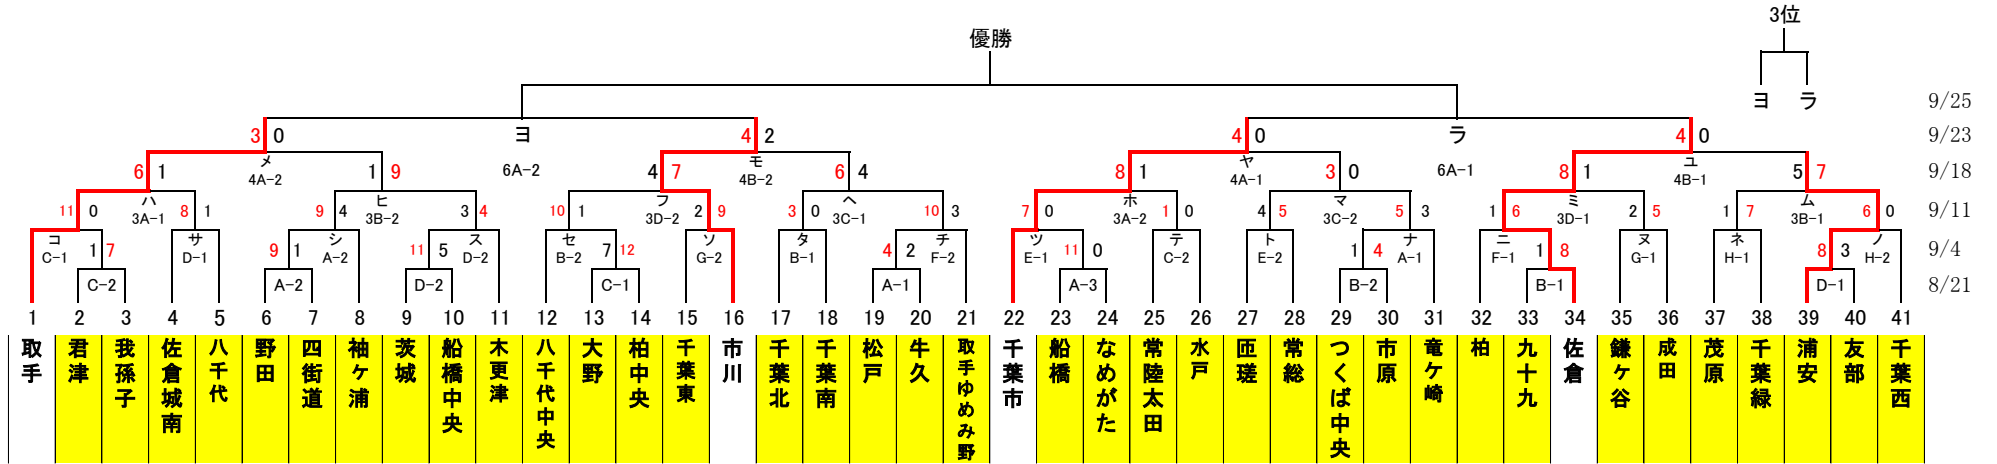 3位
優勝
ヨ ラ 9/25
3 0 ヨ 4 2 4 0 ラ 4 0 9/23
6 1 メ 4A-2 1 9 6A-2 4 7 モ 4B-2 6 4 8 1 ヤ 4A-1 3 0 6A-1 8 1 ユ 4B-1 5 7 9/18
11 0 ハ 3A-1 8 1 9 4 ヒ 3B-2 3 4 10 1 フ 3D-2 2 9 3 0 ヘ 3C-1 10 3 7 0 ホ 3A-2 1 0 4 5 マ 3C-2 5 3 1 6 ミ 3D-1 2 5 1 7 ム 3B-1 6 0 9/11
コ C-1 1 7 サ D-1 9 1 シ A-2 11 5 ス D-2 セ B-2 7 12 ソ G-2 タ B-1 4 2 チ F-2 ツ E-1 11 0 テ C-2 ト E-2 1 4 ナ A-1 ニ F-1 1 8 ヌ G-1 ネ H-1 8 3 ノ H-2 9/4
C-2 A-2 D-2 C-1 A-1 A-3 B-2 B-1 D-1 8/21
1 2 3 4 5 6 7 8 9 10 11 12 13 14 15 16 17 18 19 20 21 22 23 24 25 26 27 28 29 30 31 32 33 34 35 36 37 38 39 40 41
取手
君津
我孫子
佐倉城南
八千代
野田
四街道
袖ヶ浦
茨城
船橋中央
木更津
八千代中央
大野
柏中央
千葉東
市川
千葉北
千葉南
松戸
牛久
取手ゆめみ野
千葉市
船橋
なめがた
常陸太田
水戸
匝瑳
常総
つくば中央
市原
竜ケ崎
柏
九十九
佐倉
鎌ヶ谷
成田
茂原
千葉緑
浦安
友部
千葉西